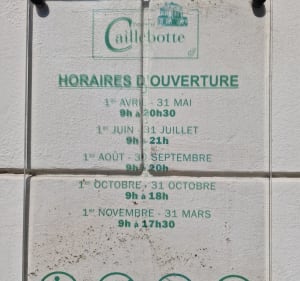 Caillebotte
HORAIRES D'OUVERTURE
1er AVRIL - 31 MAI
9h à 20h30
1er JUIN - 31 JUILLET
9h à 21h
1er AOÛT - 30 SEPTEMBRE
9h à 20h
1er OCTOBRE - 31 OCTOBRE
9h à 18h
1er NOVEMBRE - 31 MARS
9h à 17h30